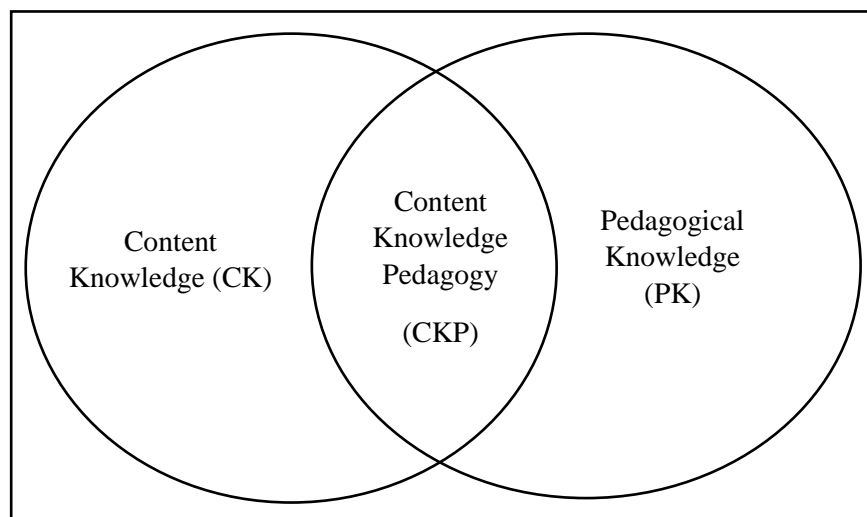 Content
Knowledge (CK)
Content
Knowledge
Pedagogy
(CKP)
Pedagogical
Knowledge
(PK)